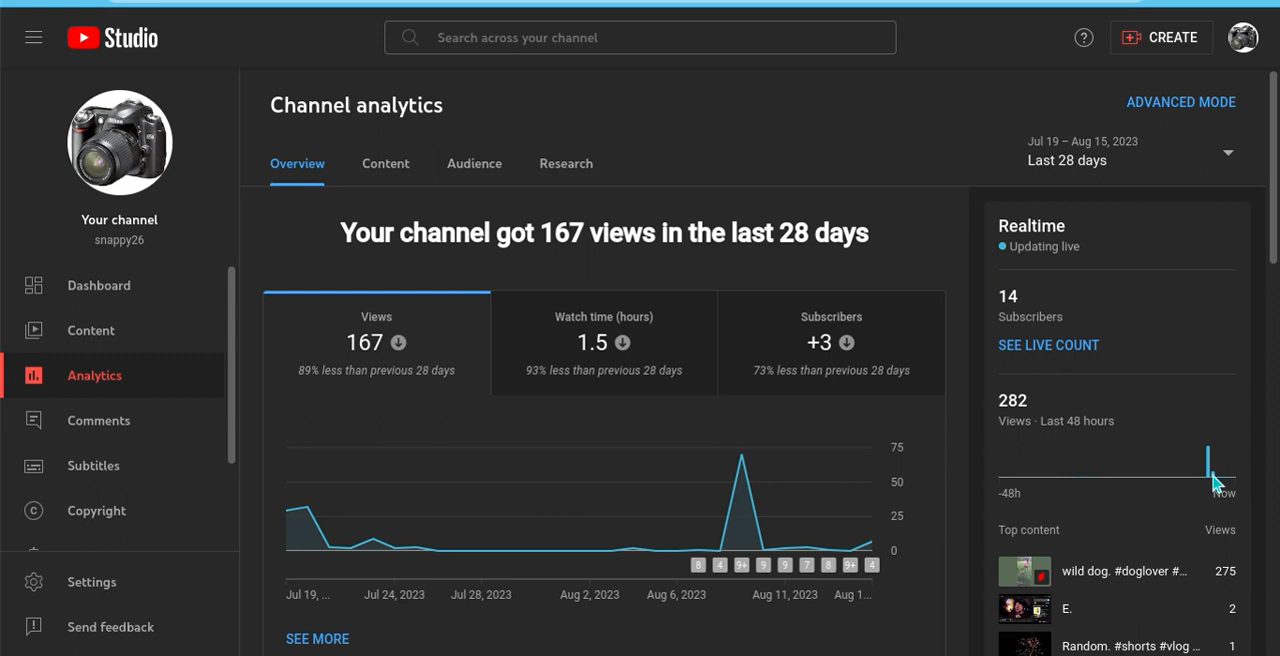 Studio
Search across your channel
CREATE
Channel analytics
ADVANCED MODE
Jul 19 – Aug 15, 2023
Last 28 days
Overview
Content
Audience
Research
Your channel
snappy26
Dashboard
Content
Analytics
Comments
Subtitles
Copyright
Settings
Send feedback
Your channel got 167 views in the last 28 days
Views
167
89% less than previous 28 days
Watch time (hours)
1.5
93% less than previous 28 days
Subscribers
+3
73% less than previous 28 days
75
50
25
0
8 4 9+ 9 9 7 8 9+ 4
Jul 19, ... Jul 24, 2023 Jul 28, 2023 Aug 2, 2023 Aug 6, 2023 Aug 11, 2023 Aug 1...
SEE MORE
Realtime
Updating live
14
Subscribers
SEE LIVE COUNT
282
Views · Last 48 hours
-48h Now
Top content Views
wild dog. #doglover #... 275
E. 2
Random. #shorts #vlog ... 1